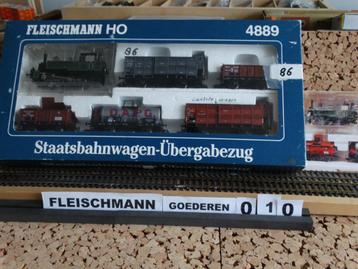 FLEISCHMANN HO 4889
86
86
Staatsbahnwagen-Übergabezug
FLEISCHMANN GOEDEREN 0 1 0